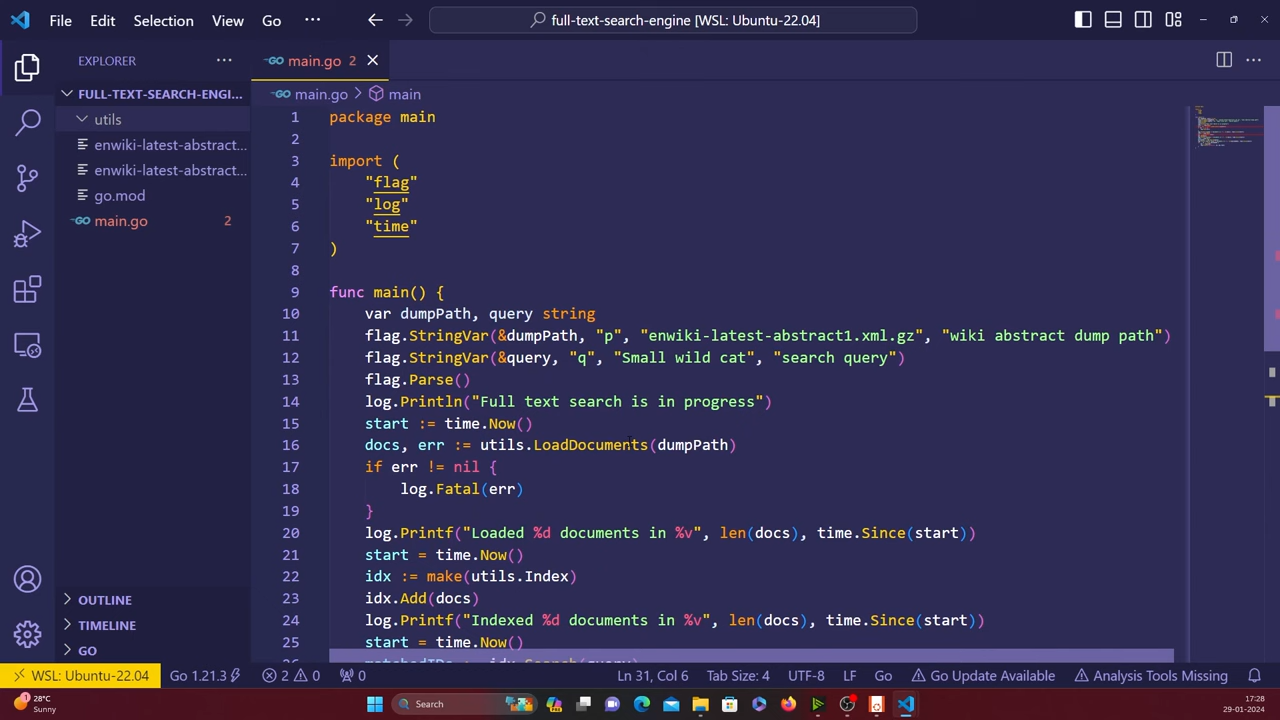 File Edit Selection View Go ··· full-text-search-engine [WSL: Ubuntu-22.04]
EXPLORER ···
main.go 2
FULL-TEXT-SEARCH-ENGI...
main.go > main
utils
enwiki-latest-abstract...
enwiki-latest-abstract...
go.mod
main.go 2
1 package main
2
3 import (
4 "flag"
5 "log"
6 "time"
7 )
8
9 func main() {
10 var dumpPath, query string
11 flag.StringVar(&dumpPath, "p", "enwiki-latest-abstract1.xml.gz", "wiki abstract dump path")
12 flag.StringVar(&query, "q", "Small wild cat", "search query")
13 flag.Parse()
14 log.Println("Full text search is in progress")
15 start := time.Now()
16 docs, err := utils.LoadDocuments(dumpPath)
17 if err != nil {
18 log.Fatal(err)
19 }
20 log.Printf("Loaded %d documents in %v", len(docs), time.Since(start))
21 start = time.Now()
22 idx := make(utils.Index)
23 idx.Add(docs)
24 log.Printf("Indexed %d documents in %v", len(docs), time.Since(start))
25 start = time.Now()
26 matchedIDs := idx.Search(query)
OUTLINE
TIMELINE
GO
WSL: Ubuntu-22.04 Go 1.21.3 2 0 0 Ln 31, Col 6 Tab Size: 4 UTF-8 LF Go Go Update Available Analysis Tools Missing
28°C
Sunny
Search
17:28
29-01-2024